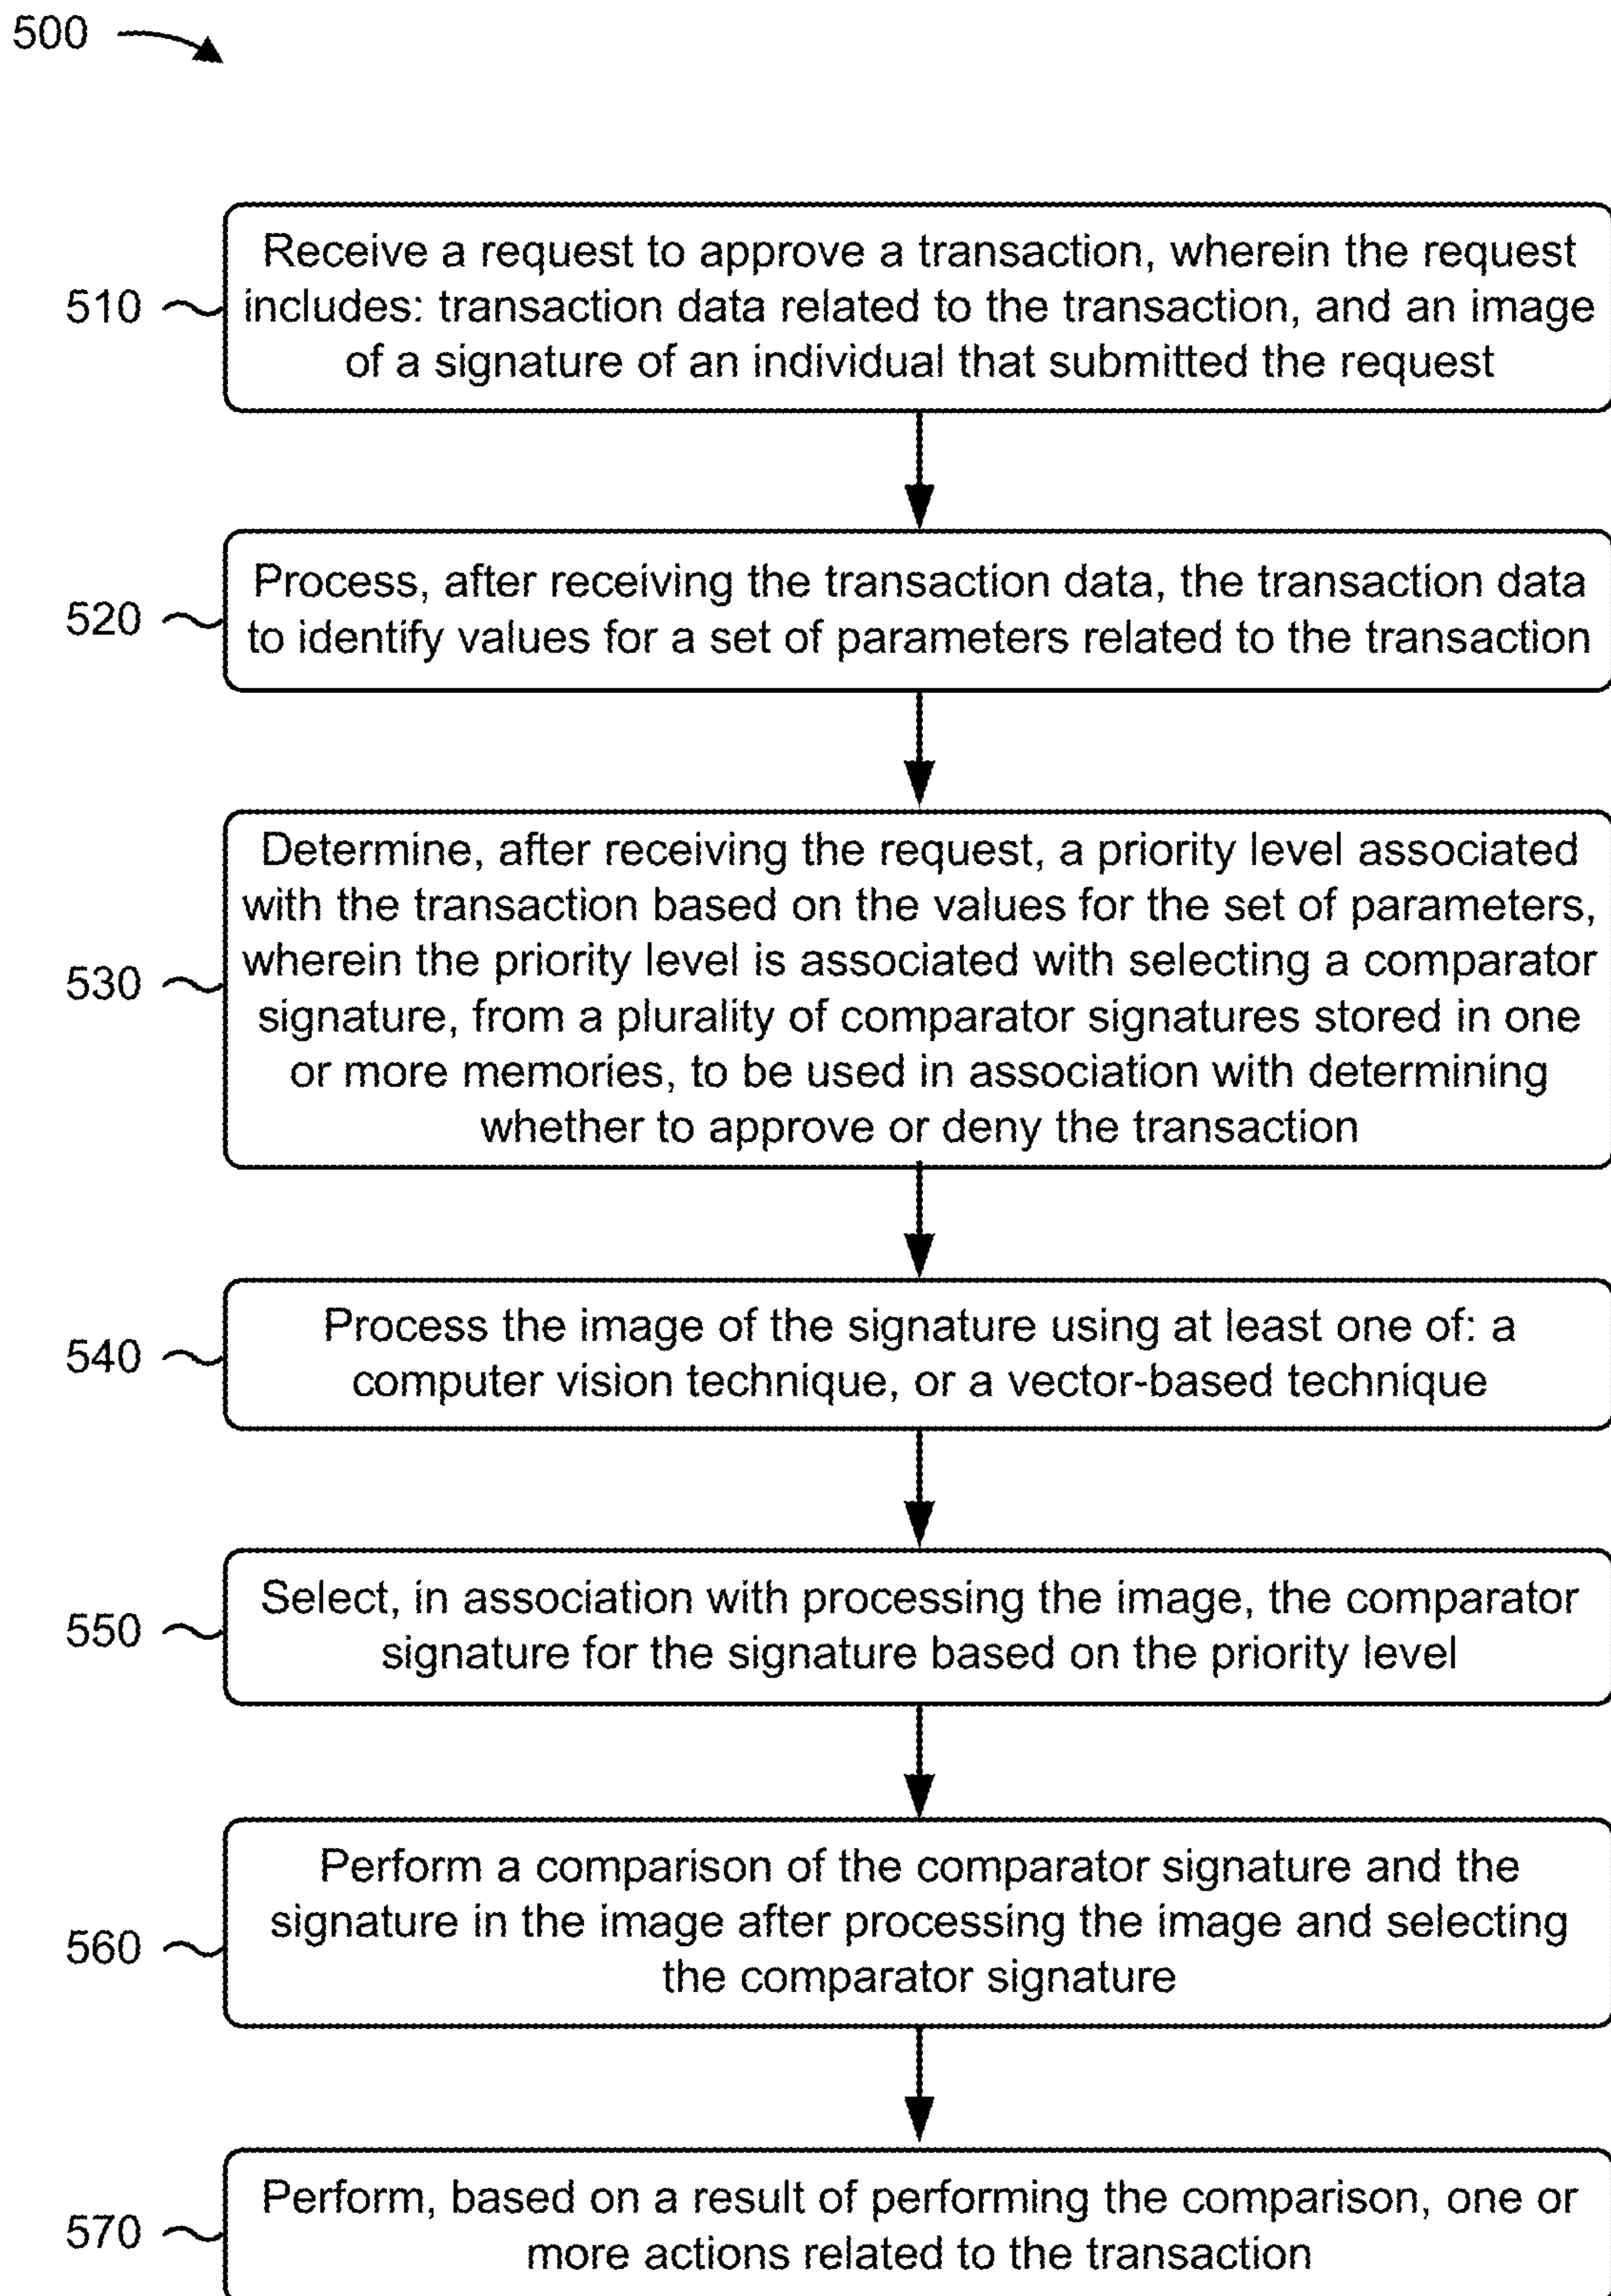 500
Receive a request to approve a transaction, wherein the request
510
includes: transaction data related to the transaction, and an image
of a signature of an individual that submitted the request
Process, after receiving the transaction data, the transaction data
520
to identify values for a set of parameters related to the transaction
Determine, after receiving the request, a priority level associated
with the transaction based on the values for the set of parameters,
wherein the priority level is associated with selecting a comparator
530
signature, from a plurality of comparator signatures stored in one
or more memories, to be used in association with determining
whether to approve or deny the transaction
Process the image of the signature using at least one of: a
540
computer vision technique, or a vector-based technique
Select, in association with processing the image, the comparator
550
signature for the signature based on the priority level
Perform a comparison of the comparator signature and the
signature in the image after processing the image and selecting
560
the comparator signature
Perform, based on a result of performing the comparison, one or
570
more actions related to the transaction